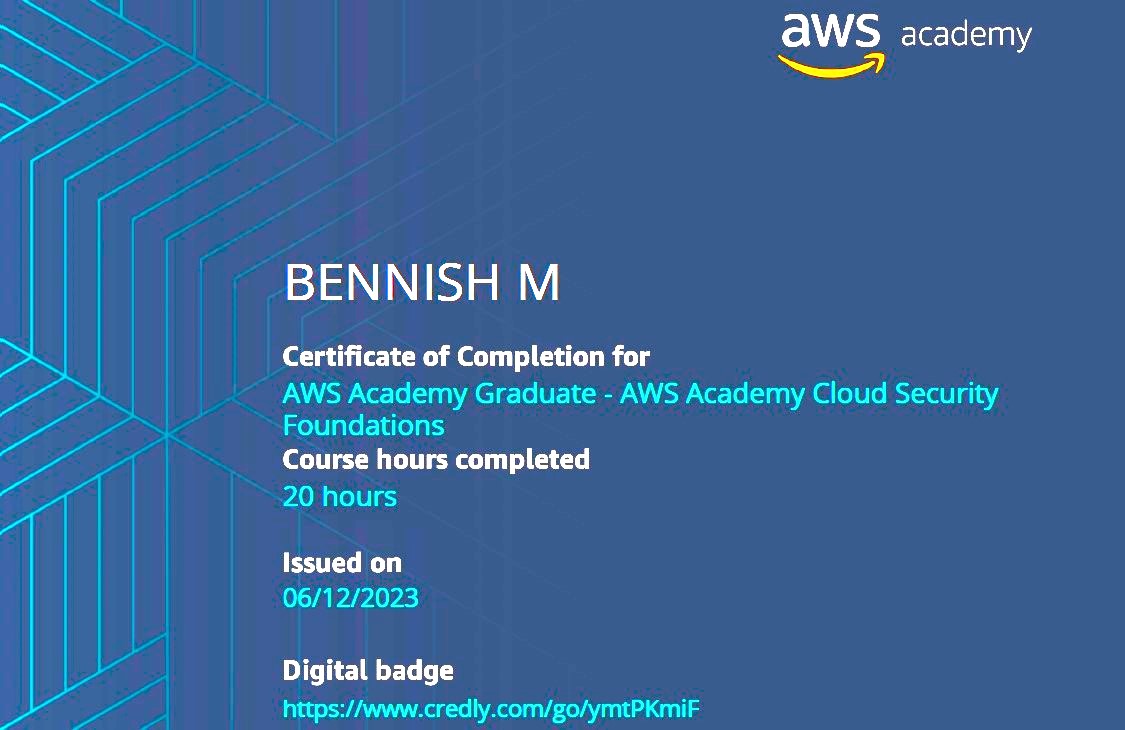 aws academy
BENNISH M
Certificate of Completion for
AWS Academy Graduate - AWS Academy Cloud Security
Foundations
Course hours completed
20 hours
Issued on
06/12/2023
Digital badge
https://www.credly.com/go/ymtPKmiF